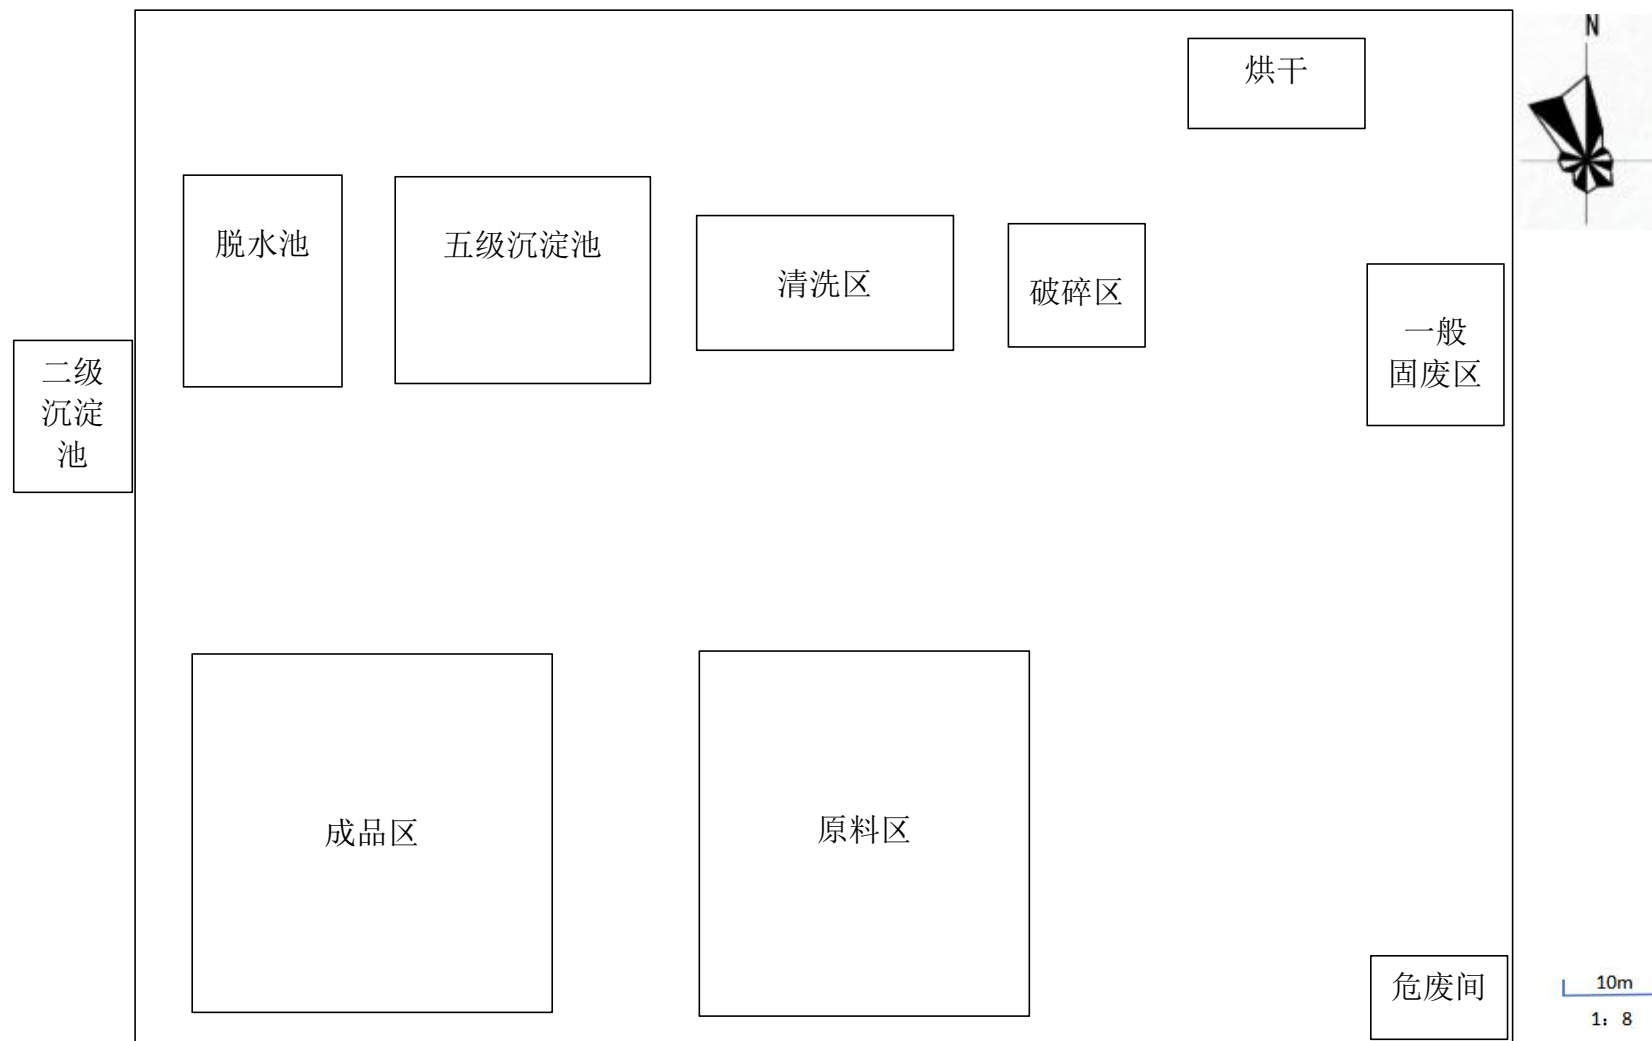 N
烘干
脱水池
五级沉淀池
清洗区
破碎区
一般
固废区
二级
沉淀
池
成品区
原料区
危废间
10m
1：8